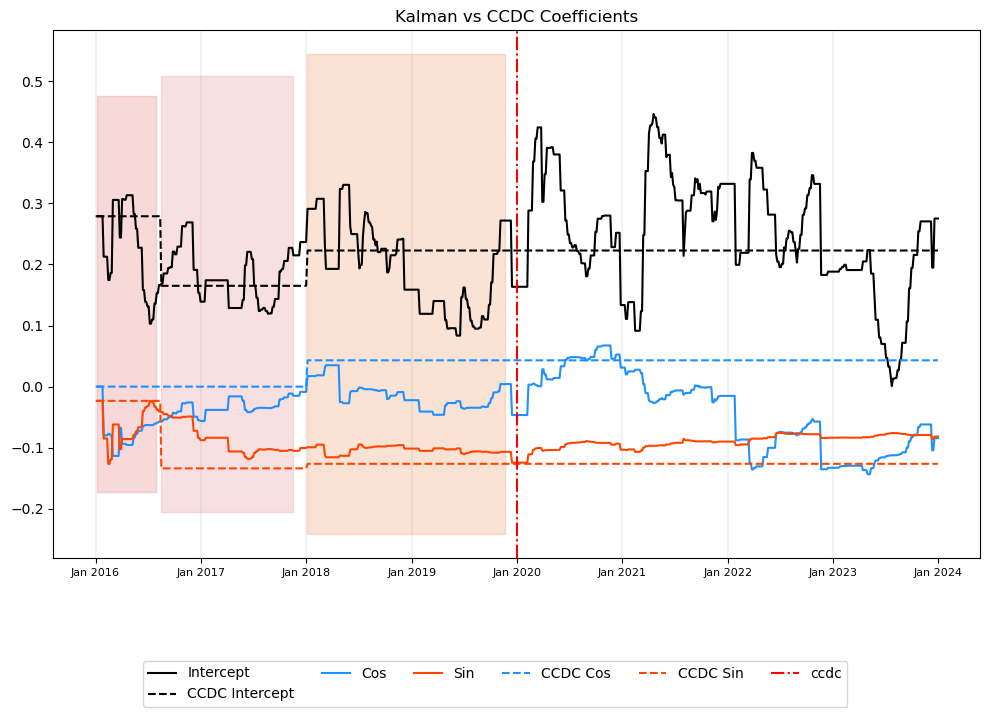 Kalman vs CCDC Coefficients
0.5
0.4
0.3
0.2
0.1
0.0
−0.1
−0.2
Jan 2016 Jan 2017 Jan 2018 Jan 2019 Jan 2020 Jan 2021 Jan 2022 Jan 2023 Jan 2024
Intercept Cos Sin CCDC Cos CCDC Sin ccdc
CCDC Intercept